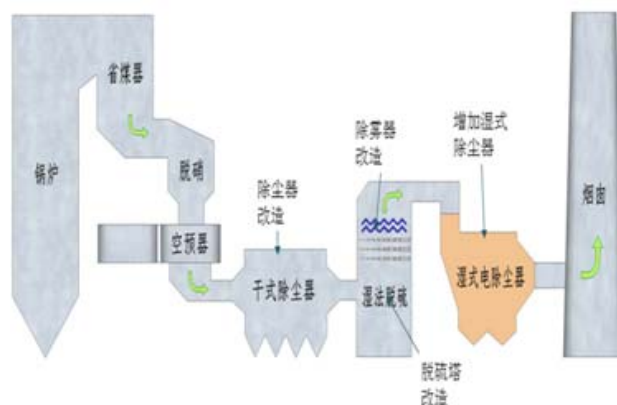 省煤器
锅炉
脱硝
空预器
除尘器
改造
干式除尘器
除雾器
改造
湿法脱硫
脱硫塔
改造
增加湿式
除尘器
湿式电除尘器
烟囱